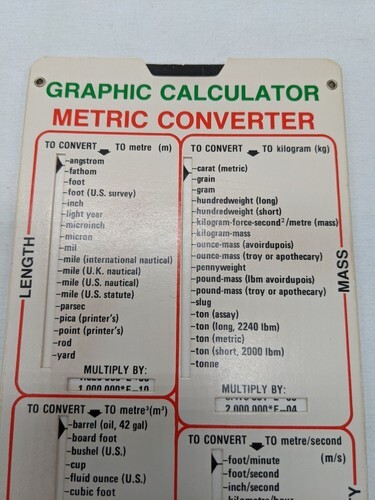 GRAPHIC CALCULATOR
METRIC CONVERTER
TO CONVERT TO metre (m)
-angstrom
-fathom
-foot
-foot (U.S. survey)
-inch
-light year
-microinch
-micron
-mil
-mile (international nautical)
-mile (U.K. nautical)
-mile (U.S. nautical)
-mile (U.S. statute)
-parsec
-pica (printer's)
-point (printer's)
-rod
-yard
LENGTH
MULTIPLY BY:
1.000 000*E-10
TO CONVERT TO kilogram (kg)
-carat (metric)
-grain
-gram
-hundredweight (long)
-hundredweight (short)
-kilogram-force-second²/metre (mass)
-kilogram-mass
-ounce-mass (avoirdupois)
-ounce-mass (troy or apothecary)
-pennyweight
-pound-mass (lbm avoirdupois)
-pound-mass (troy or apothecary)
-slug
-ton (assay)
-ton (long, 2240 lbm)
-ton (metric)
-ton (short, 2000 lbm)
-tonne
MASS
MULTIPLY BY:
2.000 000*E-04
TO CONVERT TO metre³(m³)
-barrel (oil, 42 gal)
-board foot
-bushel (U.S.)
-cup
-fluid ounce (U.S.)
-cubic foot
TO CONVERT TO metre/second
(m/s)
-foot/minute
-foot/second
-inch/second
-kilometre/hour